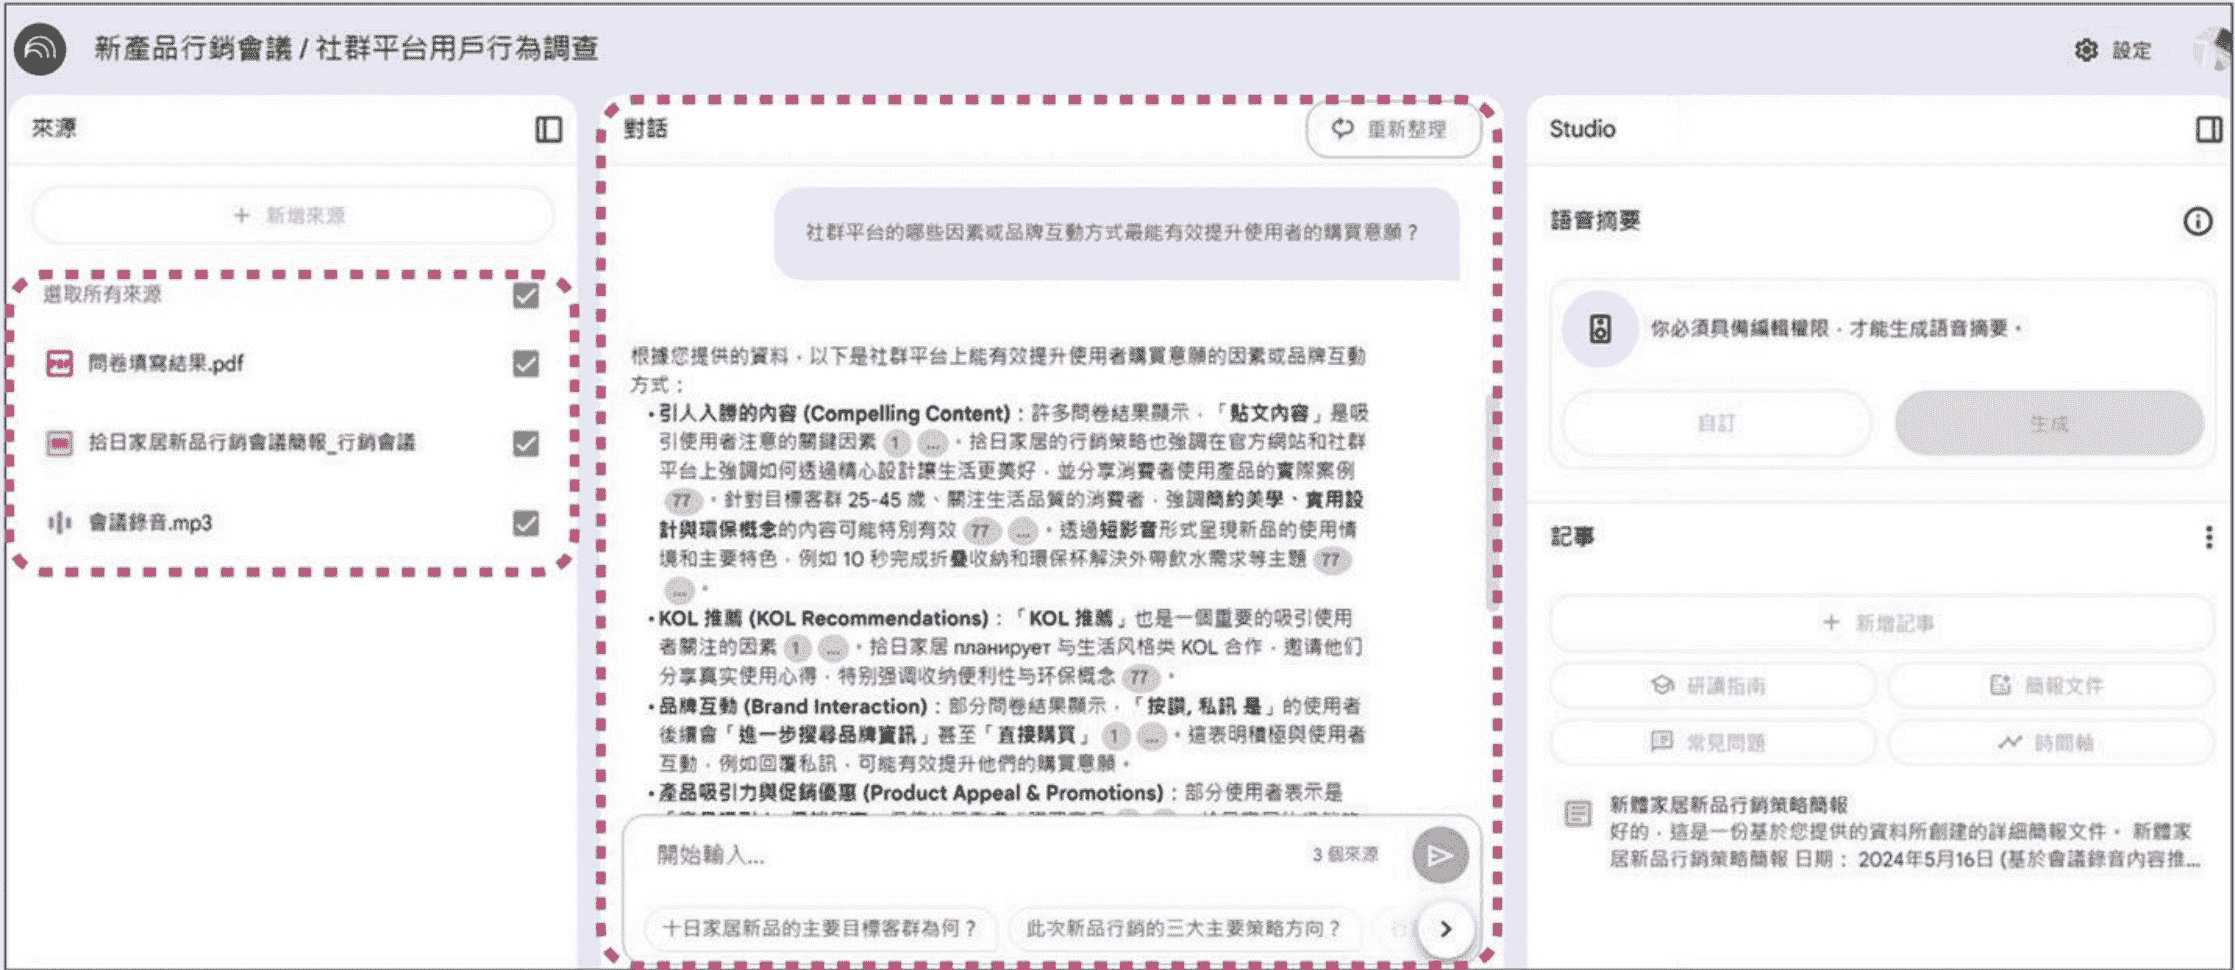 新產品行銷會議 / 社群平台用戶行為調查
設定
來源
新增來源
選取所有來源
問卷填寫結果.pdf
拾日家居新品行銷會議簡報_行銷會議
會議錄音.mp3
對話
重新整理
社群平台的哪些因素或品牌互動方式最能有效提升使用者的購買意願？
根據您提供的資料，以下是社群平台上能有效提升使用者購買意願的因素或品牌互動
方式：
•引人入勝的內容 (Compelling Content)：許多問卷結果顯示，「貼文內容」是吸
引使用者注意的關鍵因素 1 ... 。拾日家居的行銷策略也強調在官方網站和社群
平台上強調如何透過精心設計讓生活更美好，並分享消費者使用產品的實際案例
77 。針對目標客群 25-45 歲、關注生活品質的消費者，強調簡約美學、實用設
計與環保概念的內容可能特別有效 77 ... 。透過短影音形式呈現新品的使用情
境和主要特色，例如 10 秒完成折疊收納和環保杯解決外帶飲水需求等主題 77
... 。
•KOL 推薦 (KOL Recommendations)：「KOL 推薦」也是一個重要的吸引使用
者關注的因素 1 ... 。拾日家居 планирует 与生活风格类 KOL 合作，邀请他们
分享真实使用心得，特别强调收纳便利性与环保概念 77 。
•品牌互動 (Brand Interaction)：部分問卷結果顯示，「按讚, 私訊 是」的使用者
後續會「進一步搜尋品牌資訊」甚至「直接購買」 1 ... 。這表明積極與使用者
互動，例如回覆私訊，可能有效提升他們的購買意願。
•產品吸引力與促銷優惠 (Product Appeal & Promotions)：部分使用者表示是
開始輸入...
3 個來源
十日家居新品的主要目標客群為何？
此次新品行銷的三大主要策略方向？
Studio
語音摘要
你必須具備編輯權限，才能生成語音摘要。
自訂
生成
記事
新增記事
研讀指南
簡報文件
常見問題
時間軸
新體家居新品行銷策略簡報
好的，這是一份基於您提供的資料所創建的詳細簡報文件。 新體家
居新品行銷策略簡報 日期： 2024年5月16日 (基於會議錄音內容推...